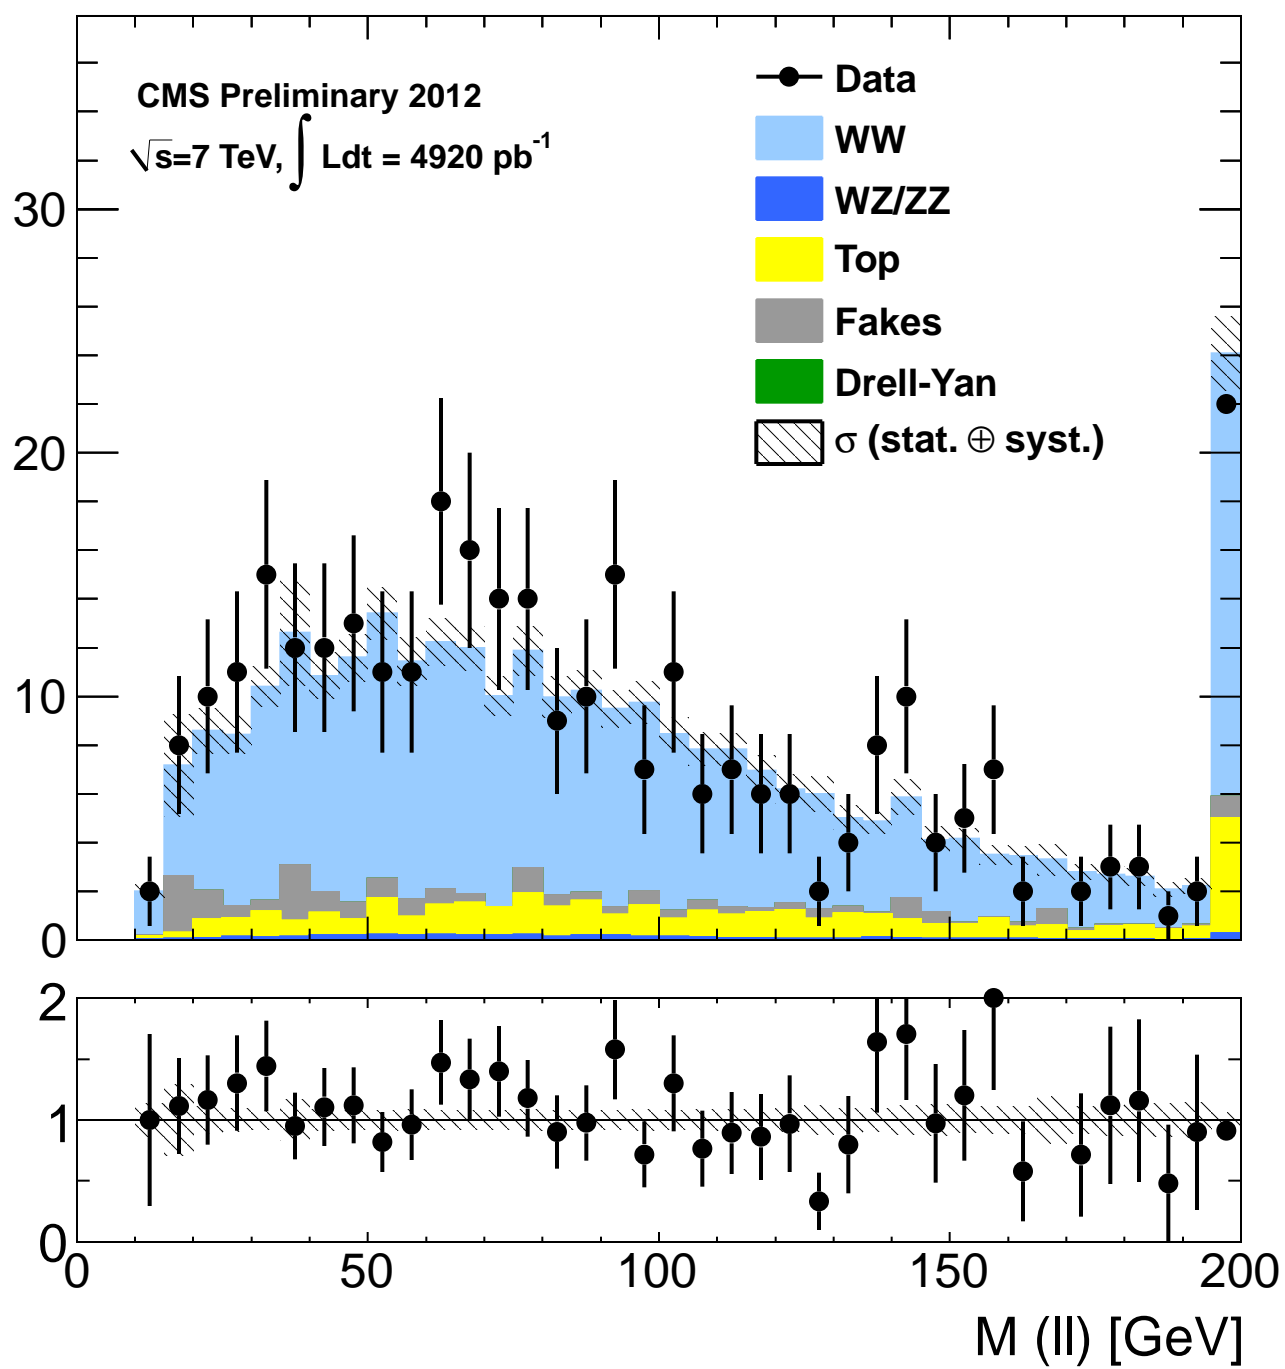 CMS Preliminary 2012
√s=7 TeV, ∫ Ldt = 4920 pb⁻¹
Data
WW
WZ/ZZ
Top
Fakes
Drell-Yan
σ (stat. ⊕ syst.)
30
20
10
0
2
1
0
0 50 100 150 200
M (ll) [GeV]